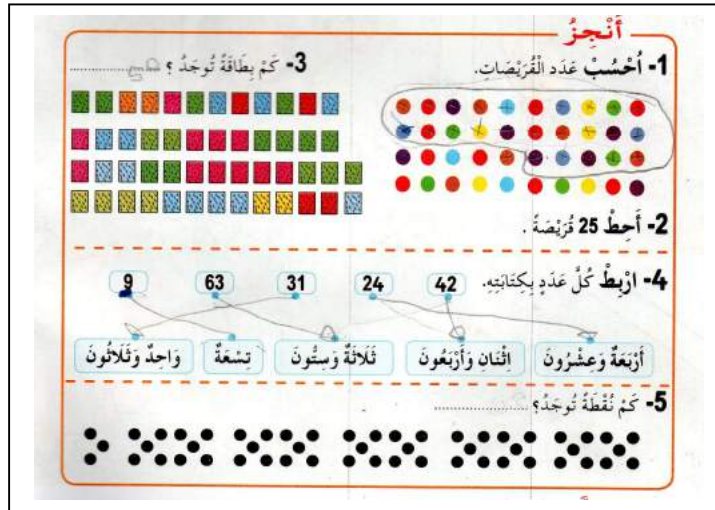 أُنْجِزُ
1- اُحْسُبْ عَدَد الْقُرَيْصَاتِ.
2- أَحِطْ 25 قُرَيْصَةً .
3- كَمْ بِطَاقَةً تُوجَدُ ؟ ..............
4- ارْبِطْ كُلَّ عَدَدٍ بِكِتَابَتِهِ.
42 24 31 63 9
أَرْبَعَةٌ وَعِشْرُونَ اِثْنَانِ وَأَرْبَعُونَ ثَلَاثَةٌ وَسِتُّونَ تِسْعَةٌ وَاحِدٌ وَثَلَاثُونَ
5- كَمْ نُقْطَةً تُوجَدُ؟ ..............